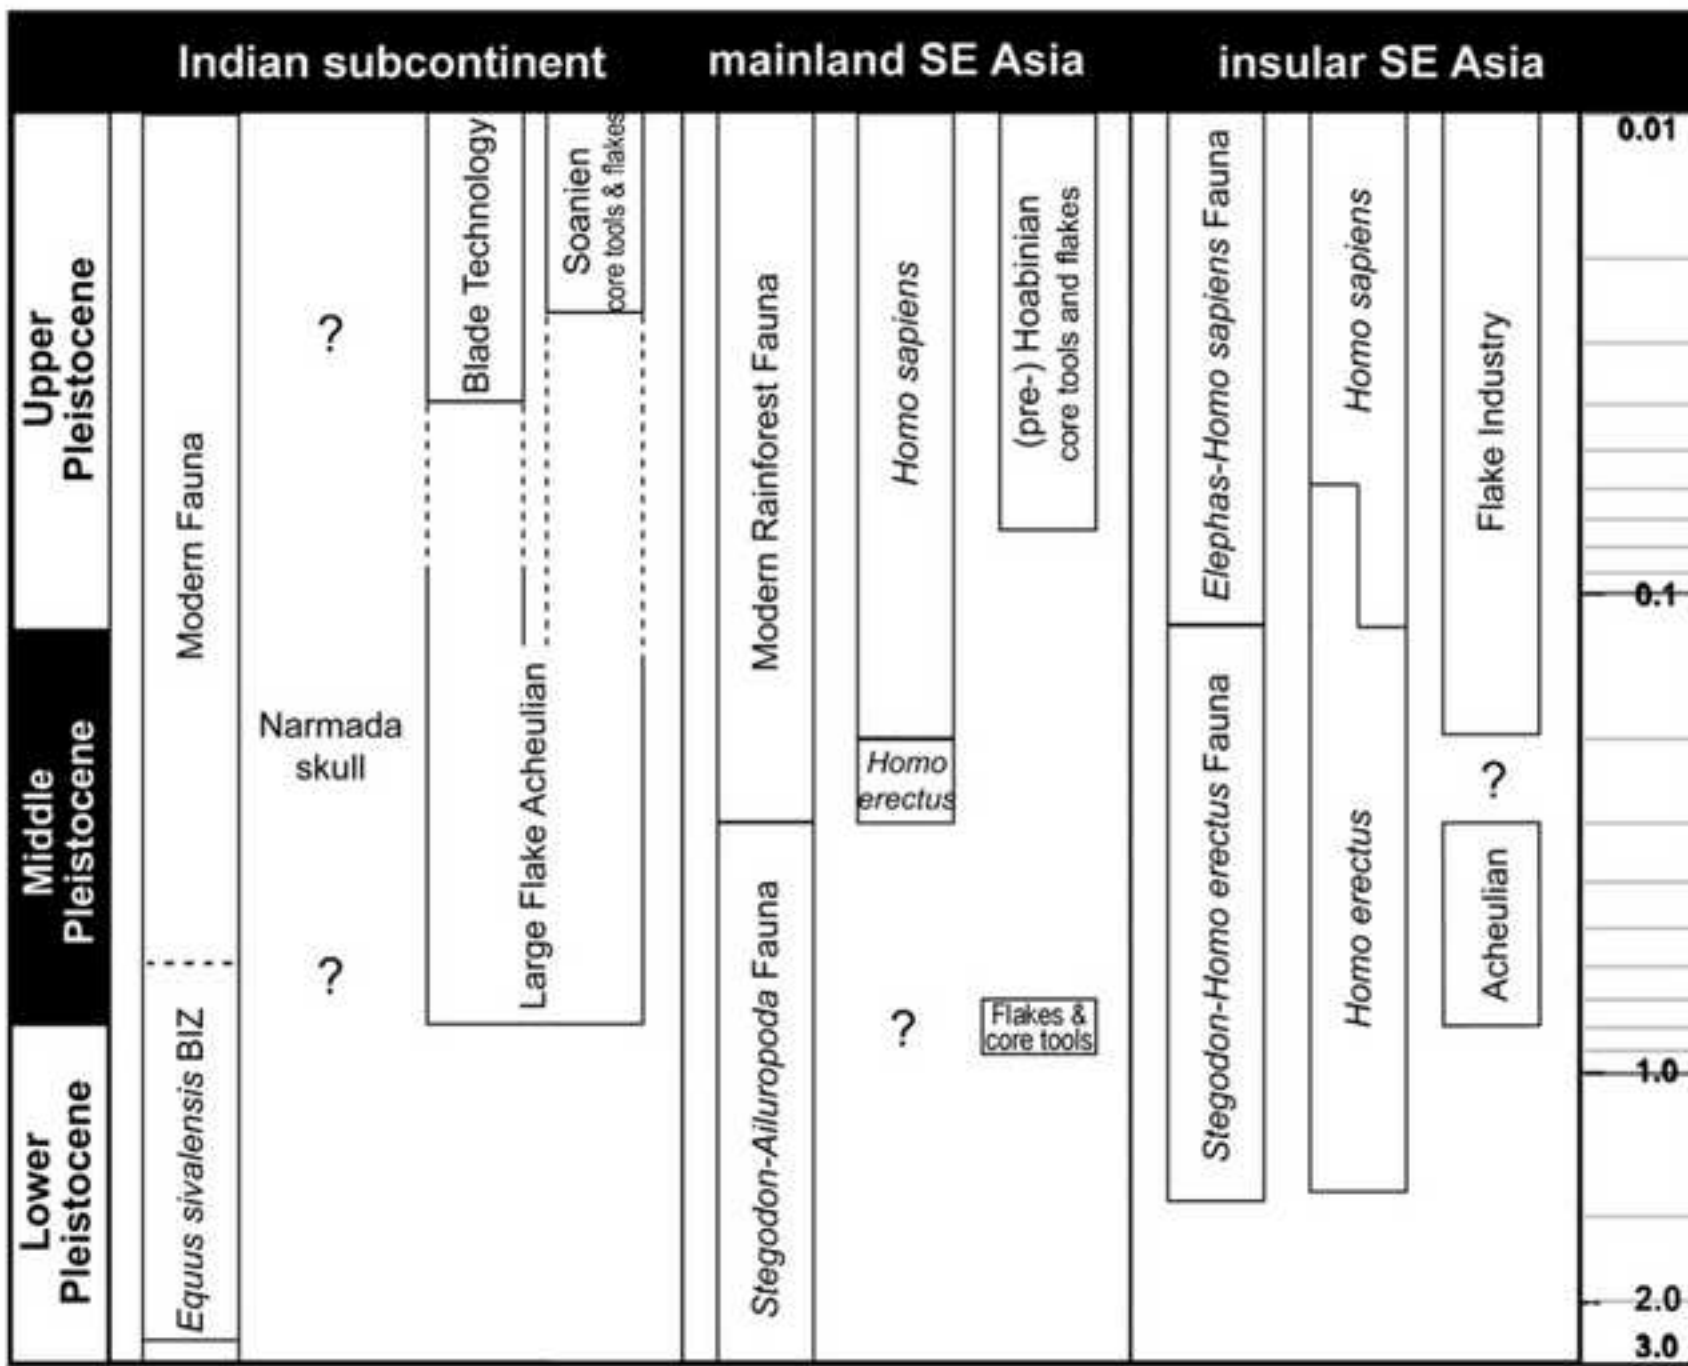 Indian subcontinent
mainland SE Asia
insular SE Asia
Upper
Pleistocene
Middle
Pleistocene
Lower
Pleistocene
Modern Fauna
Equus sivalensis BIZ
?
Narmada
skull
?
Blade Technology
Soanien
core tools & flakes
Large Flake Acheulian
Modern Rainforest Fauna
Stegodon-Ailuropoda Fauna
Homo sapiens
Homo
erectus
?
(pre-) Hoabinian
core tools and flakes
Flakes &
core tools
Elephas-Homo sapiens Fauna
Stegodon-Homo erectus Fauna
Homo sapiens
Homo erectus
Flake Industry
?
Acheulian
0.01
0.1
1.0
2.0
3.0